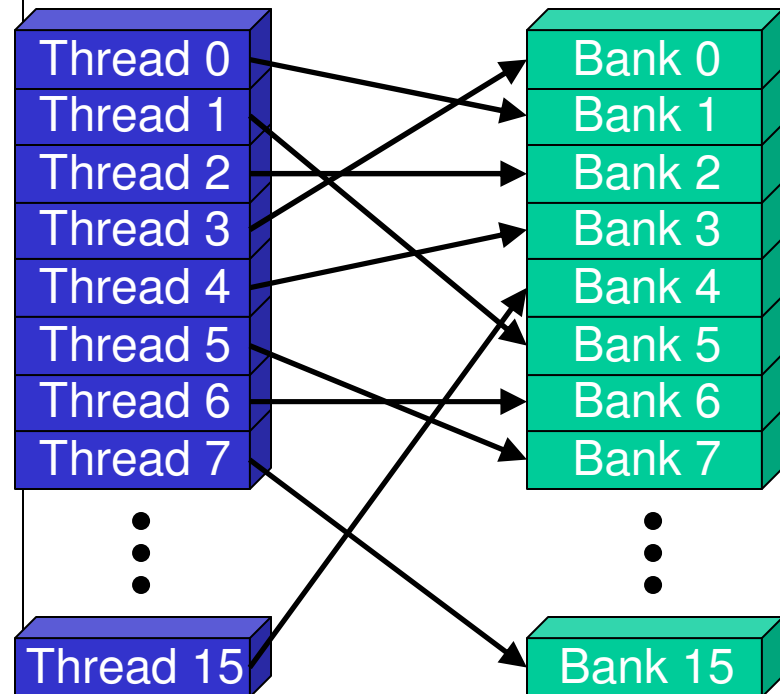 Thread 0
Thread 1
Thread 2
Thread 3
Thread 4
Thread 5
Thread 6
Thread 7
Thread 15
Bank 0
Bank 1
Bank 2
Bank 3
Bank 4
Bank 5
Bank 6
Bank 7
Bank 15